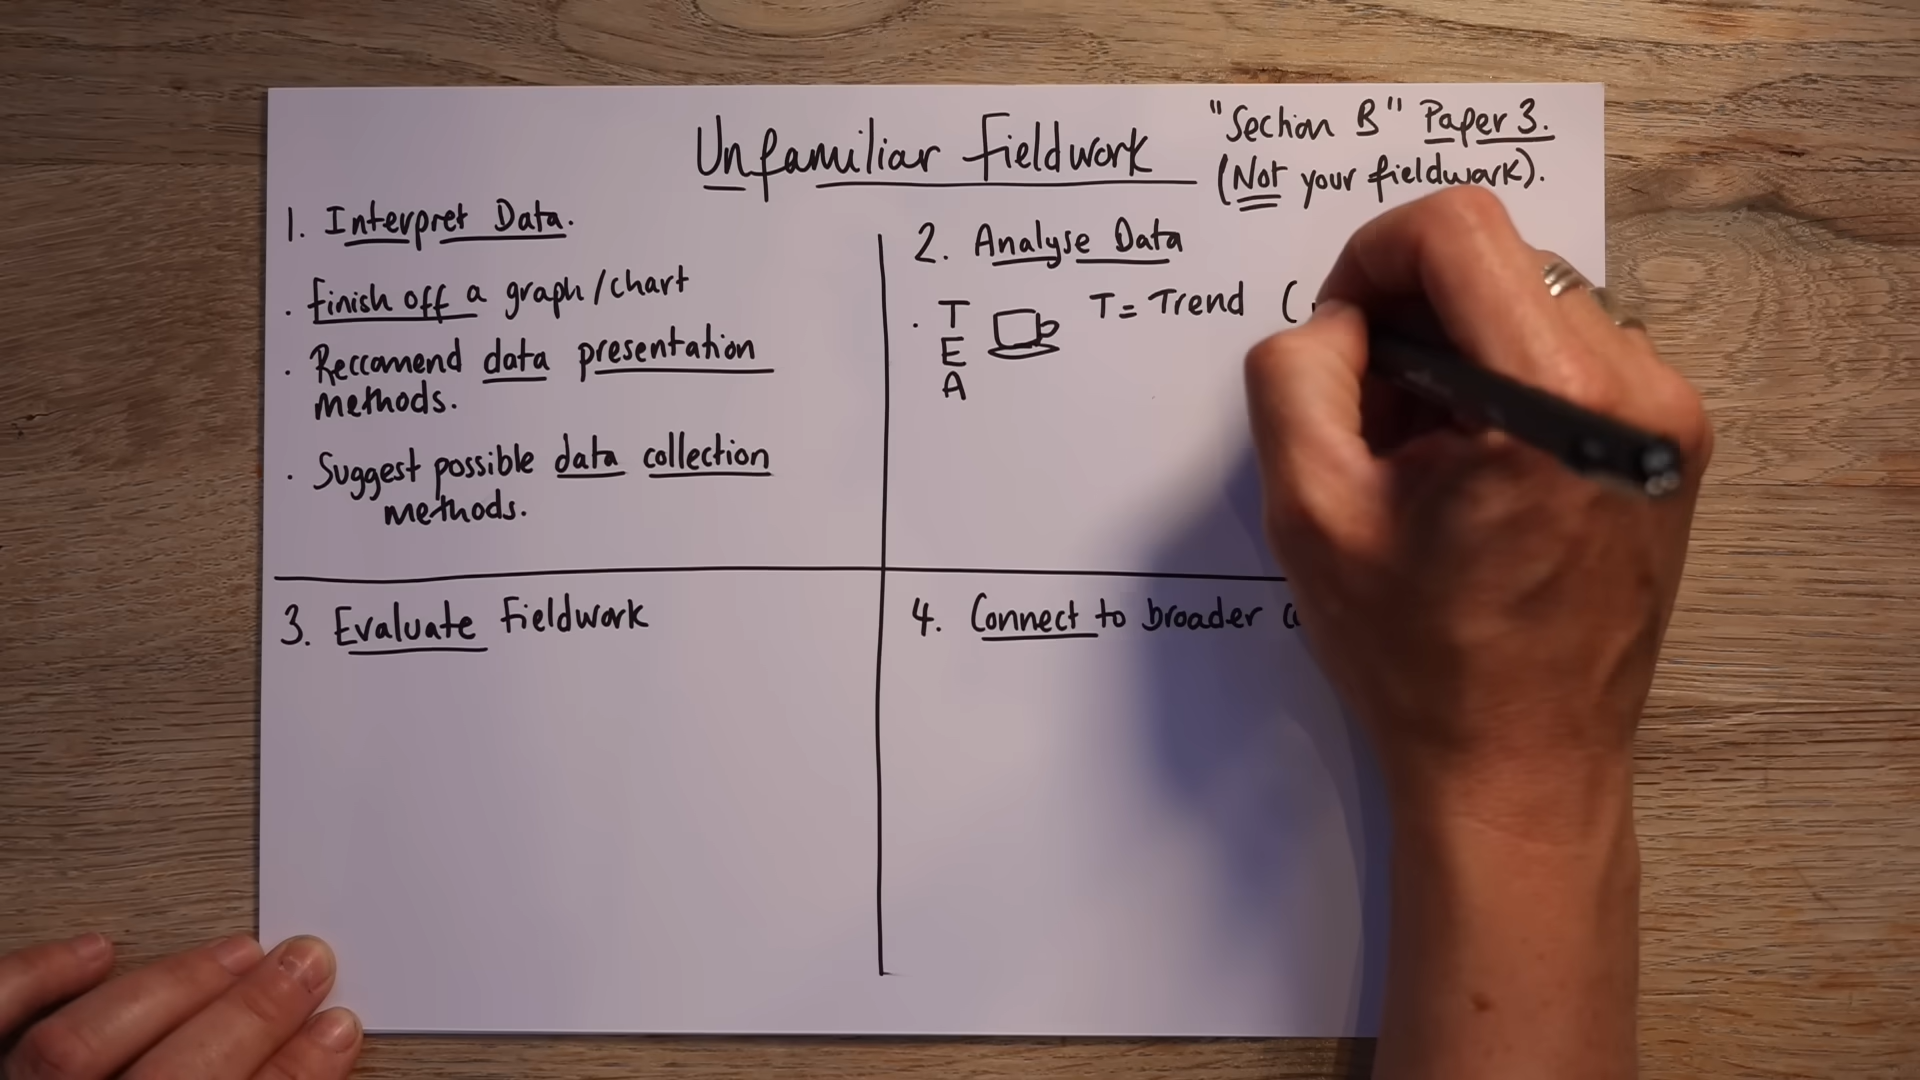 Unfamiliar Fieldwork
"Section B" Paper 3.
(Not your fieldwork).
1. Interpret Data.
. Finish off a graph/chart
. Reccomend data presentation
methods.
. Suggest possible data collection
methods.
2. Analyse Data
. T
E
A
T= Trend (
3. Evaluate Fieldwork
4. Connect to broader